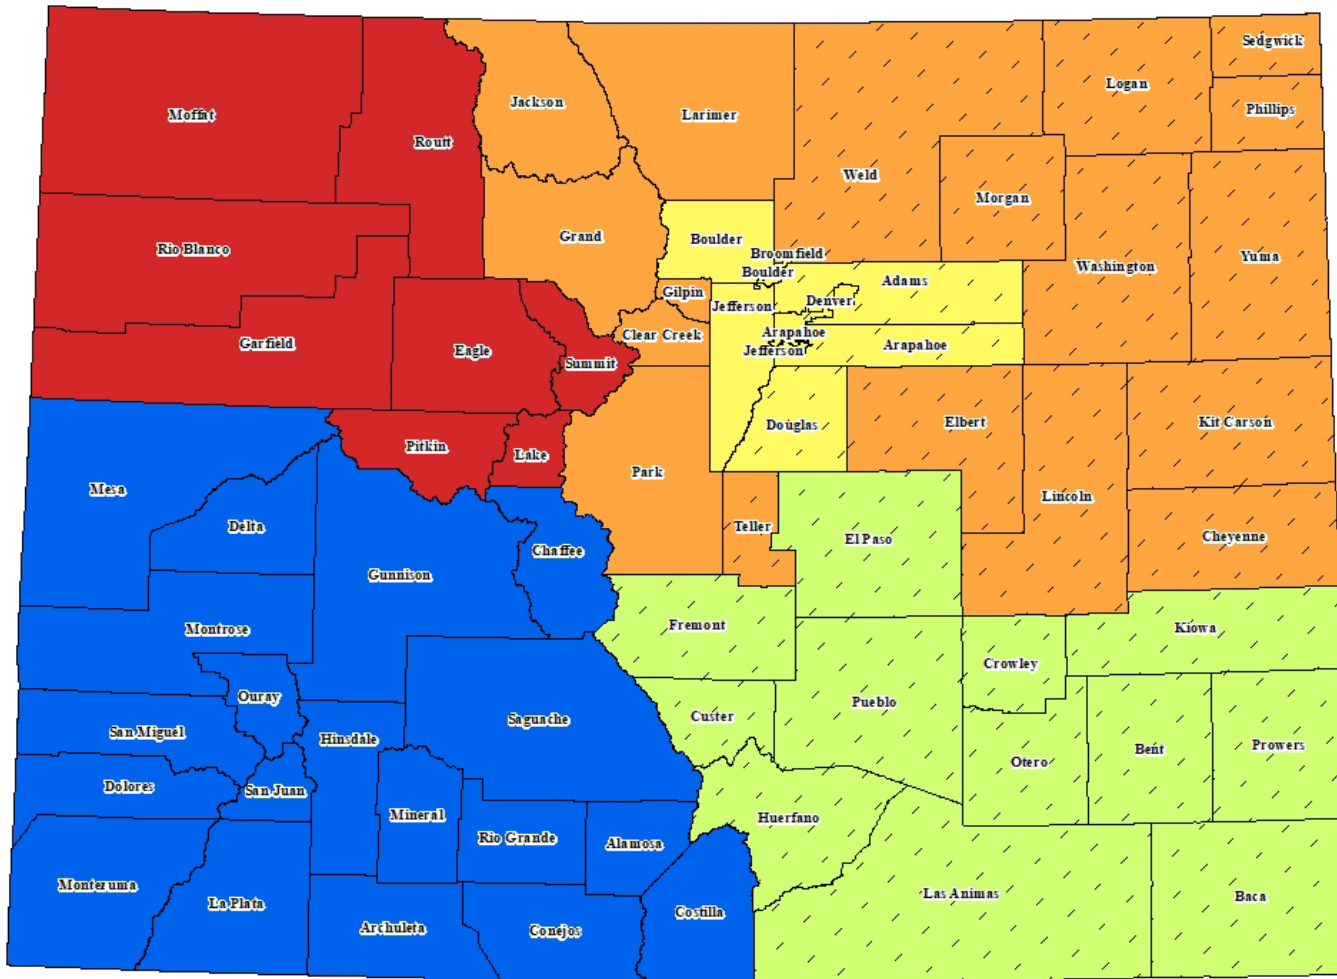 Sedgwick
Logan
Moffat
Jackson
Larimer
Phillips
Routt
Weld
Morgan
Rio Blanco
Grand
Boulder
Broomfield
Boulder
Washington
Yuma
Gilpin
Jefferson
Adams
Denver
Garfield
Eagle
Summit
Clear Creek
Arapahoe
Jefferson
Arapahoe
Pitkin
Lake
Park
Douglas
Elbert
Kit Carson
Mesa
Delta
Chaffee
Teller
El Paso
Lincoln
Cheyenne
Gunnison
Montrose
Fremont
Kiowa
Ouray
Crowley
San Miguel
Hinsdale
Saguache
Custer
Pueblo
Otero
Bent
Prowers
Dolores
San Juan
Mineral
Rio Grande
Alamosa
Huerfano
Montezuma
La Plata
Archuleta
Conejos
Costilla
Las Animas
Baca